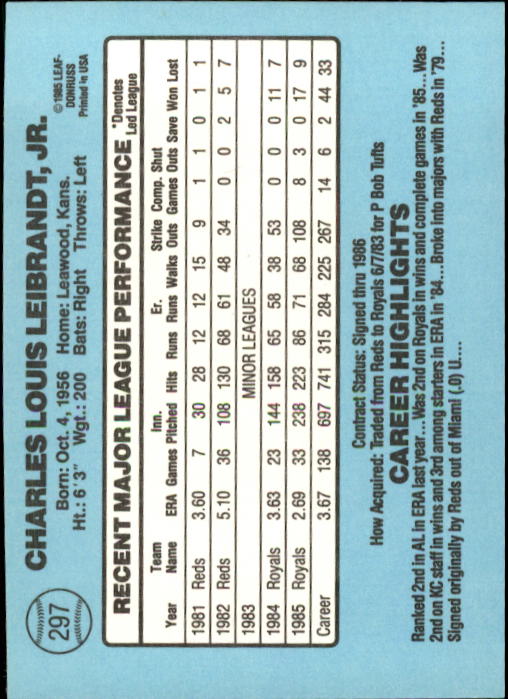 297
CHARLES LOUIS LEIBRANDT, JR.
©1985 LEAF-
DONRUSS
Printed in USA
Born: Oct. 4, 1956 Home: Leawood, Kans.
Ht.: 6'3" Wgt.: 200 Bats: Right Throws: Left
RECENT MAJOR LEAGUE PERFORMANCE
*Denotes
Led League
Team Inn. Er. Strike Comp. Shut
Year Name ERA Games Pitched Hits Runs Runs Walks Outs Games Outs Save Won Lost
1981 Reds 3.60 7 30 28 12 12 15 9 1 1 0 1 1
1982 Reds 5.10 36 108 130 68 61 48 34 0 0 2 5 7
1983 MINOR LEAGUES
1984 Royals 3.63 23 144 158 65 58 38 53 0 0 0 11 7
1985 Royals 2.69 33 238 223 86 71 68 108 8 3 0 17 9
Career 3.67 138 697 741 315 284 225 267 14 6 2 44 33
Contract Status: Signed thru 1986
How Acquired: Traded from Reds to Royals 6/7/83 for P Bob Tufts
CAREER HIGHLIGHTS
Ranked 2nd in AL in ERA last year...Was 2nd on Royals in wins and complete games in '85...Was
2nd on KC staff in wins and 3rd among starters in ERA in '84...Broke into majors with Reds in '79...
Signed originally by Reds out of Miami (.0) U....